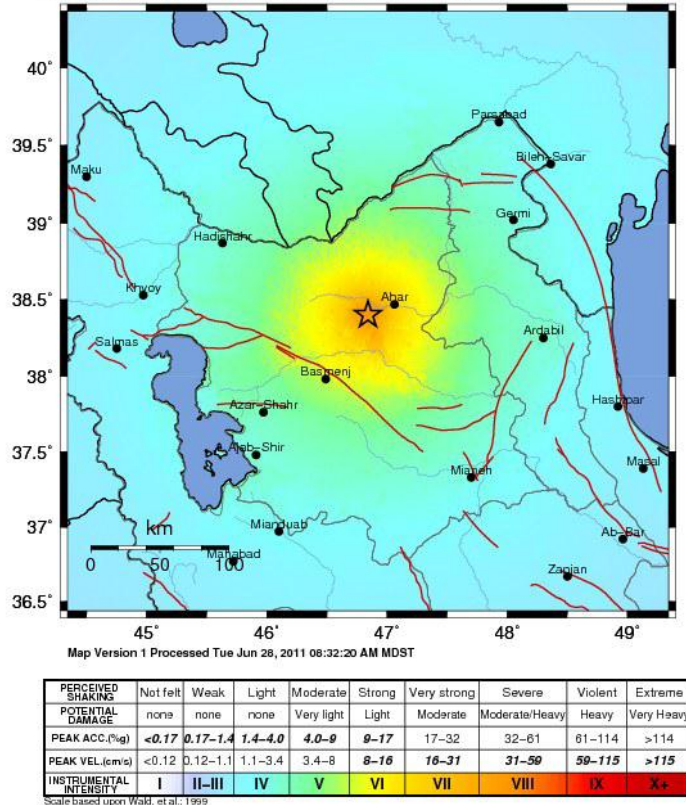 40°
Parsabad
39.5°
Bileh-Savar
Maku
Germi
39°
Hadishahr
Khvoy
Ahar
38.5°
Ardabil
Salmas
38°
Basmenj
Azar-Shahr
Hashtpar
37.5°
Ajab-Shir
Masal
Mianeh
37°
km
Mianduab
Ab-Bar
Mahabad
0 50 100
Zanjan
36.5°
45° 46° 47° 48° 49°
Map Version 1 Processed Tue Jun 28, 2011 08:32:20 AM MDST
PERCEIVED SHAKING Not felt Weak Light Moderate Strong Very strong Severe Violent Extreme
POTENTIAL DAMAGE none none none Very light Light Moderate Moderate/Heavy Heavy Very Heavy
PEAK ACC.(%g) <0.17 0.17-1.4 1.4-4.0 4.0-9 9-17 17-32 32-61 61-114 >114
PEAK VEL.(cm/s) <0.12 0.12-1.1 1.1-3.4 3.4-8 8-16 16-31 31-59 59-115 >115
INSTRUMENTAL INTENSITY I II-III IV V VI VII VIII IX X+
Scale based upon Wald, et al.; 1999